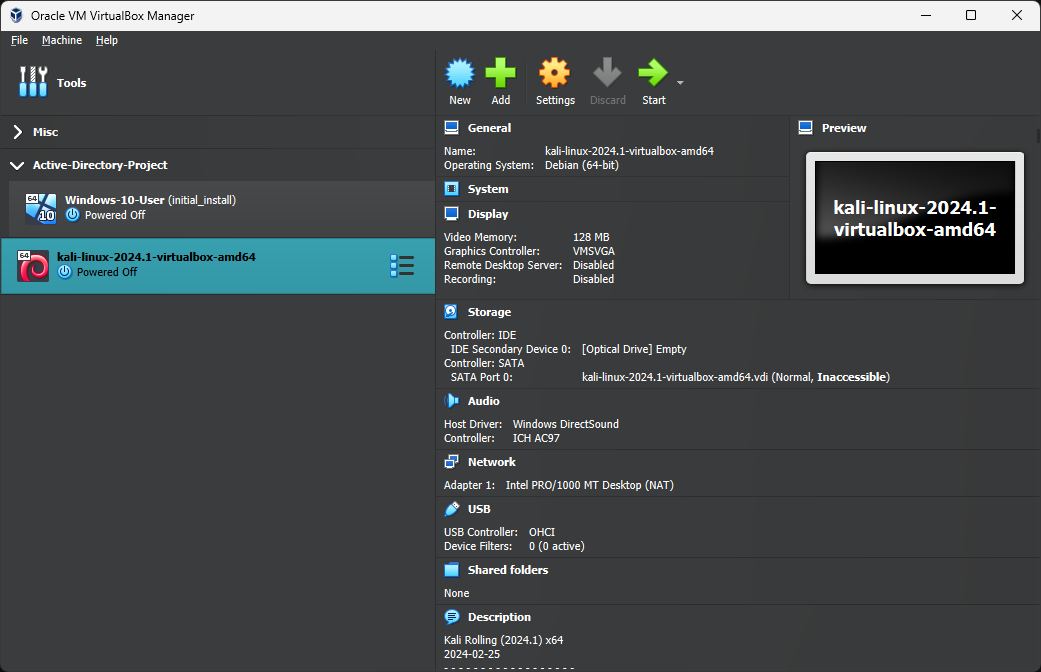 Oracle VM VirtualBox Manager
File Machine Help
Tools
New Add Settings Discard Start
Misc
Active-Directory-Project
64
10
Windows-10-User (initial_install)
Powered Off
64
kali-linux-2024.1-virtualbox-amd64
Powered Off
General
Name: kali-linux-2024.1-virtualbox-amd64
Operating System: Debian (64-bit)
System
Display
Video Memory: 128 MB
Graphics Controller: VMSVGA
Remote Desktop Server: Disabled
Recording: Disabled
Preview
kali-linux-2024.1-
virtualbox-amd64
Storage
Controller: IDE
IDE Secondary Device 0: [Optical Drive] Empty
Controller: SATA
SATA Port 0: kali-linux-2024.1-virtualbox-amd64.vdi (Normal, Inaccessible)
Audio
Host Driver: Windows DirectSound
Controller: ICH AC97
Network
Adapter 1: Intel PRO/1000 MT Desktop (NAT)
USB
USB Controller: OHCI
Device Filters: 0 (0 active)
Shared folders
None
Description
Kali Rolling (2024.1) x64
2024-02-25
- - - - - - - - - - - - - - - - - - -